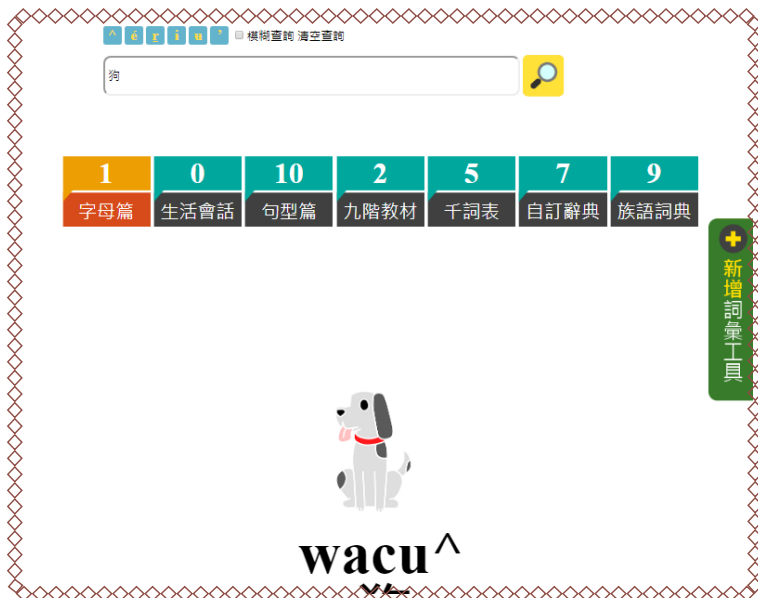 ^ é r i u ’ 模糊查詢 清空查詢
狗
1 0 10 2 5 7 9
字母篇 生活會話 句型篇 九階教材 千詞表 自訂辭典 族語詞典
新增詞彙工具
wacu^